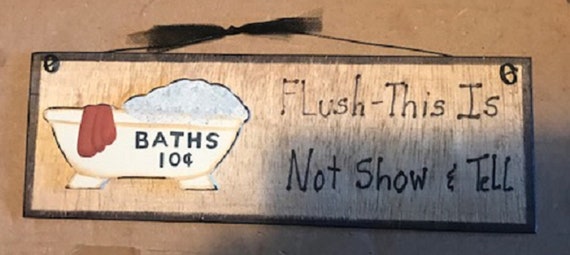 BATHS
10¢
FLush-This Is
Not Show & Tell